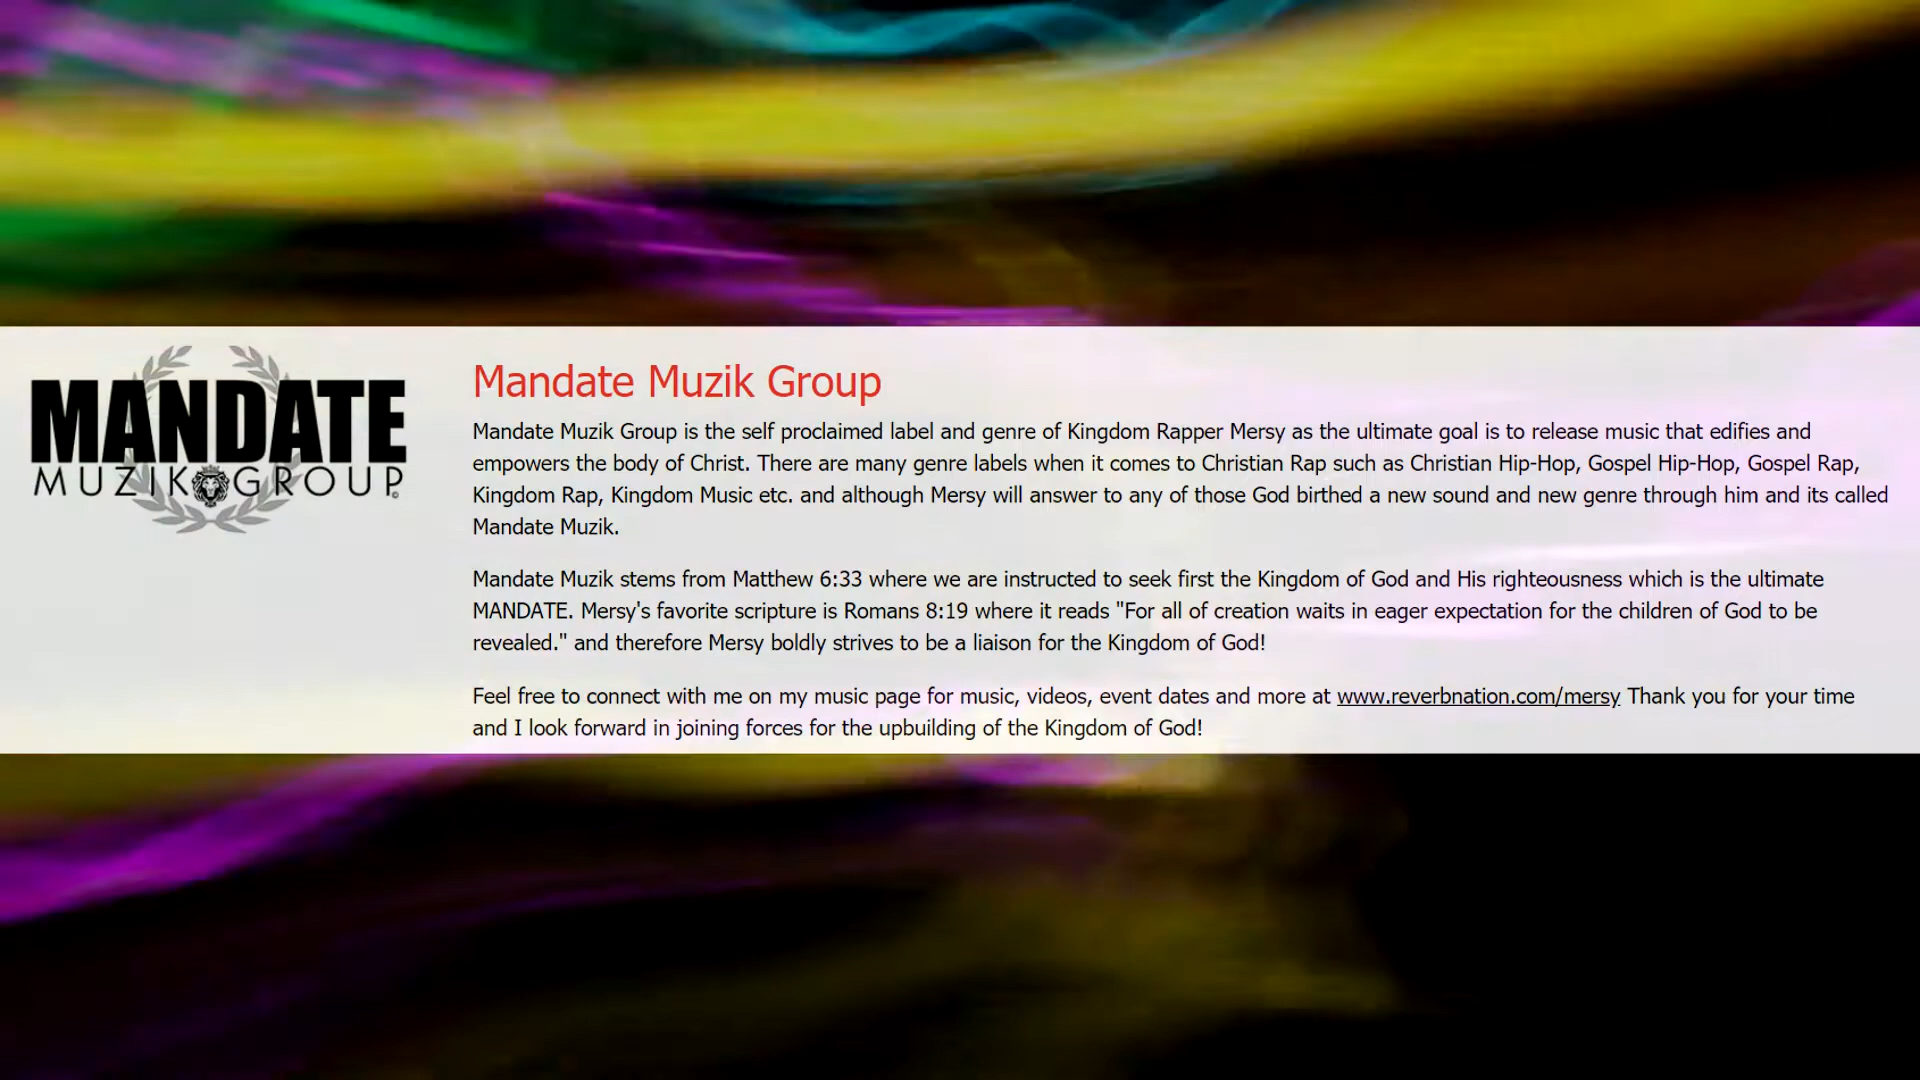 MANDATE
MUZIK GROUP
Mandate Muzik Group
Mandate Muzik Group is the self proclaimed label and genre of Kingdom Rapper Mersy as the ultimate goal is to release music that edifies and
empowers the body of Christ. There are many genre labels when it comes to Christian Rap such as Christian Hip-Hop, Gospel Hip-Hop, Gospel Rap,
Kingdom Rap, Kingdom Music etc. and although Mersy will answer to any of those God birthed a new sound and new genre through him and its called
Mandate Muzik.
Mandate Muzik stems from Matthew 6:33 where we are instructed to seek first the Kingdom of God and His righteousness which is the ultimate
MANDATE. Mersy's favorite scripture is Romans 8:19 where it reads "For all of creation waits in eager expectation for the children of God to be
revealed." and therefore Mersy boldly strives to be a liaison for the Kingdom of God!
Feel free to connect with me on my music page for music, videos, event dates and more at www.reverbnation.com/mersy Thank you for your time
and I look forward in joining forces for the upbuilding of the Kingdom of God!